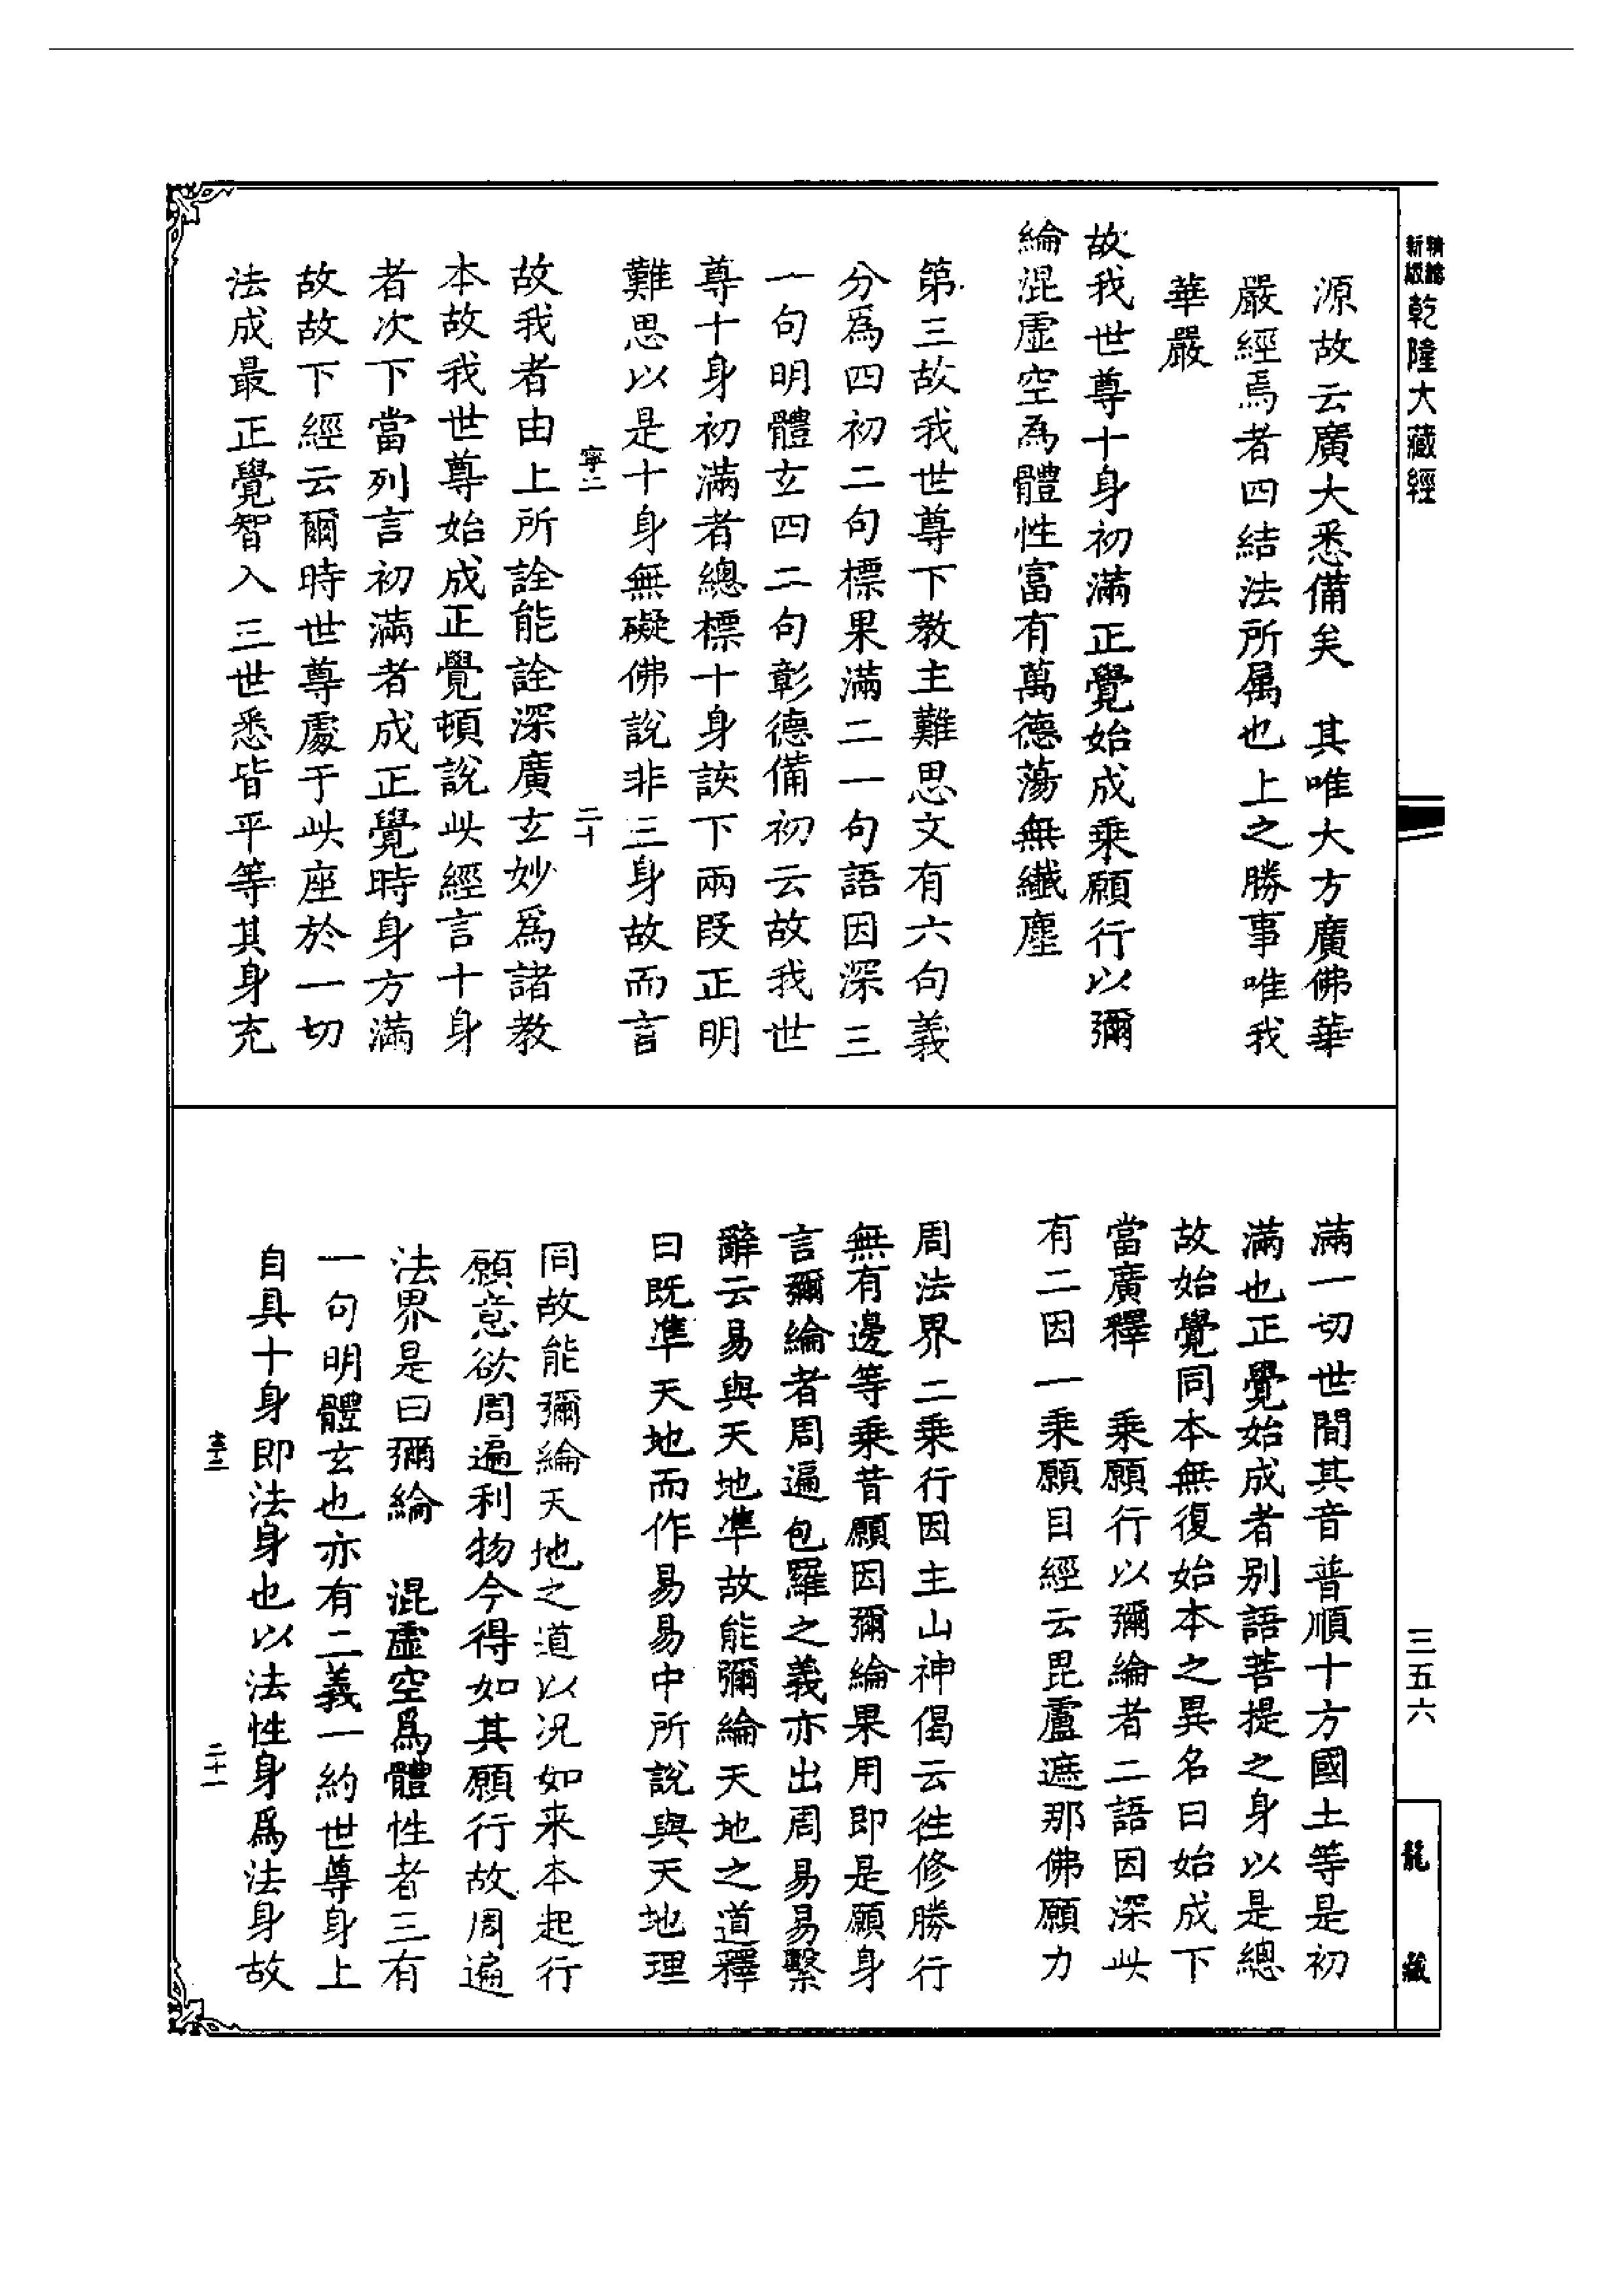 精繕
新版
乾隆大藏經
源故云廣大悉備矣　其唯大方廣佛華
嚴經焉者四結法所屬也上之勝事唯我
華嚴
故我世尊十身初滿正覺始成乘願行以彌
綸混虛空為體性富有萬德蕩無纖塵
第三故我世尊下教主難思文有六句義
分為四初二句標果滿二一句語因深三
一句明體玄四二句彰德備初云故我世
尊十身初滿者總標十身該下兩段正明
難思以是十身無礙佛說非三身故而言
寧二
二十
故我者由上所詮能詮深廣玄妙為諸教
本故我世尊始成正覺頓說此經言十身
者次下當列言初滿者成正覺時身方滿
故故下經云爾時世尊處于此座於一切
法成最正覺智入三世悉皆平等其身充
滿一切世間其音普順十方國土等是初
滿也正覺始成者別語菩提之身以是總
故始覺同本無復始本之異名曰始成下
當廣釋　乘願行以彌綸者二語因深此
有二因一乘願目經云毘盧遮那佛願力
周法界二乘行因主山神偈云往修勝行
無有邊等乘昔願因彌綸果用即是願身
言彌綸者周遍包羅之義亦出周易易繫
辭云易與天地準故能彌綸天地之道釋
曰既準天地而作易易中所說與天地理
同故能彌綸天地之道以況如來本起行
願意欲周遍利物今得如其願行故周遍
法界是曰彌綸　混虛空爲體性者三有
一句明體玄也亦有二義一約世尊身上
自具十身即法身也以法性身爲法身故
二十一
三五六
龍藏